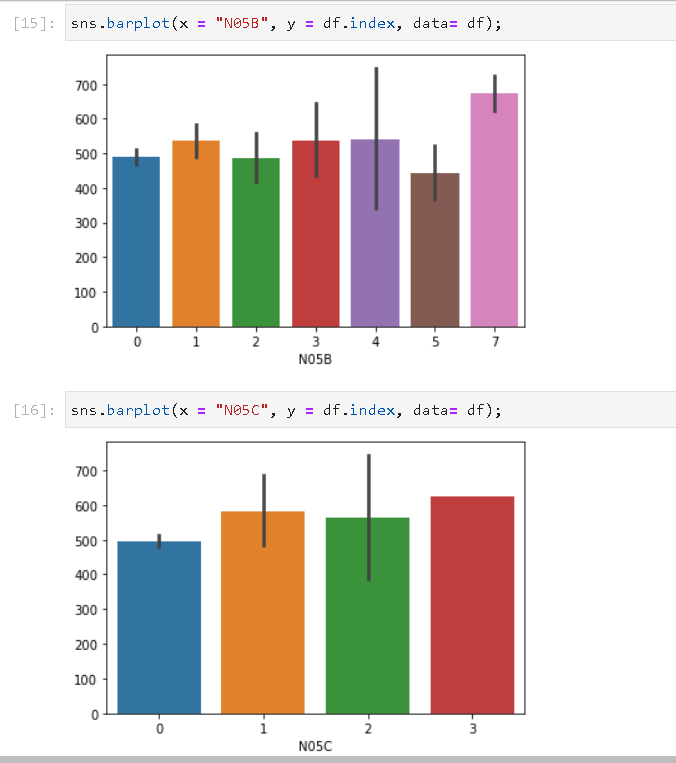 [15]: sns.barplot(x = "N05B", y = df.index, data= df);
700
600
500
400
300
200
100
0
0 1 2 3 4 5 7
N05B
[16]: sns.barplot(x = "N05C", y = df.index, data= df);
700
600
500
400
300
200
100
0
0 1 2 3
N05C